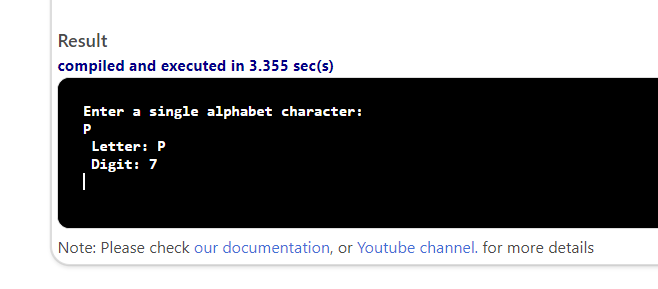 Result
compiled and executed in 3.355 sec(s)
Enter a single alphabet character:
P
Letter: P
Digit: 7
Note: Please check our documentation, or Youtube channel. for more details